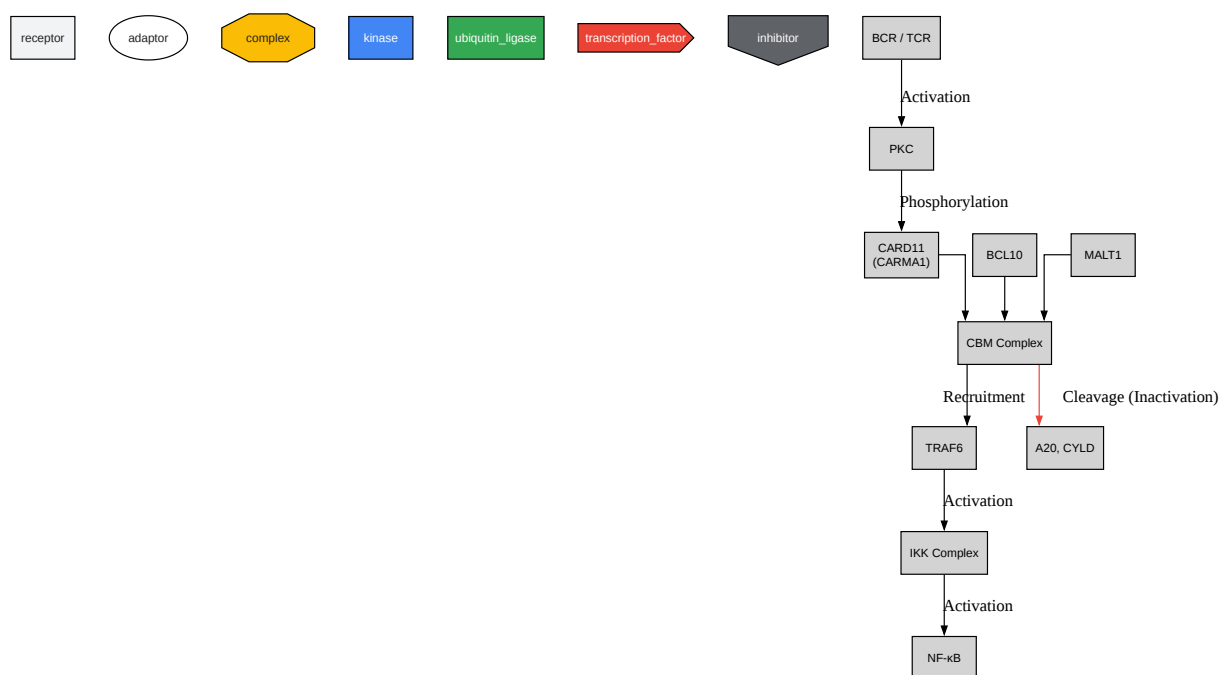 receptor
adaptor
complex
kinase
ubiquitin_ligase
transcription_factor
inhibitor
BCR / TCR
Activation
PKC
Phosphorylation
CARD11
(CARMA1)
BCL10
MALT1
CBM Complex
Recruitment
Cleavage (Inactivation)
TRAF6
A20, CYLD
Activation
IKK Complex
Activation
NF-κB